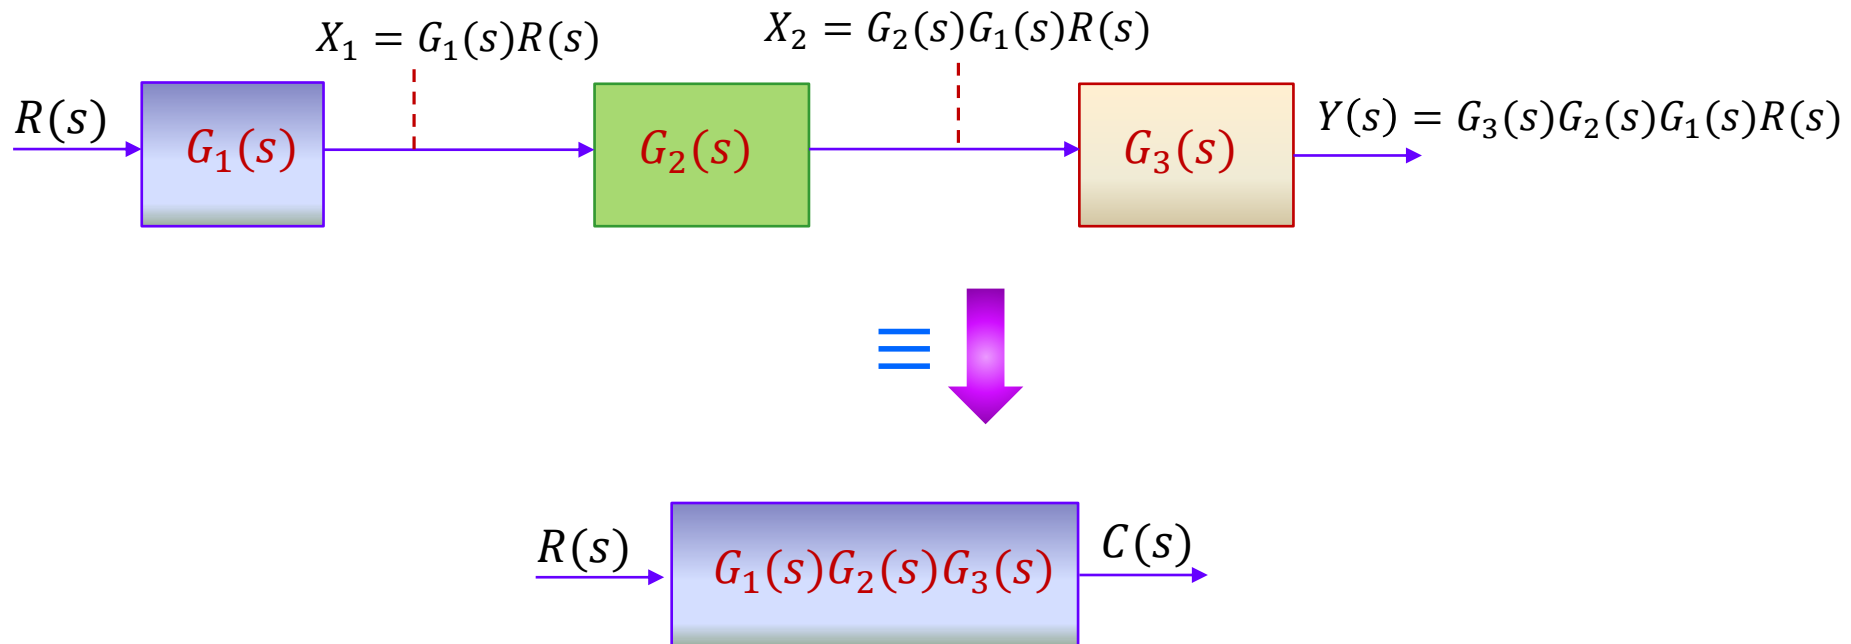 X₁ = G₁(s)R(s)
X₂ = G₂(s)G₁(s)R(s)
R(s)
G₁(s)
G₂(s)
G₃(s)
Y(s) = G₃(s)G₂(s)G₁(s)R(s)
≡
R(s)
G₁(s)G₂(s)G₃(s)
C(s)